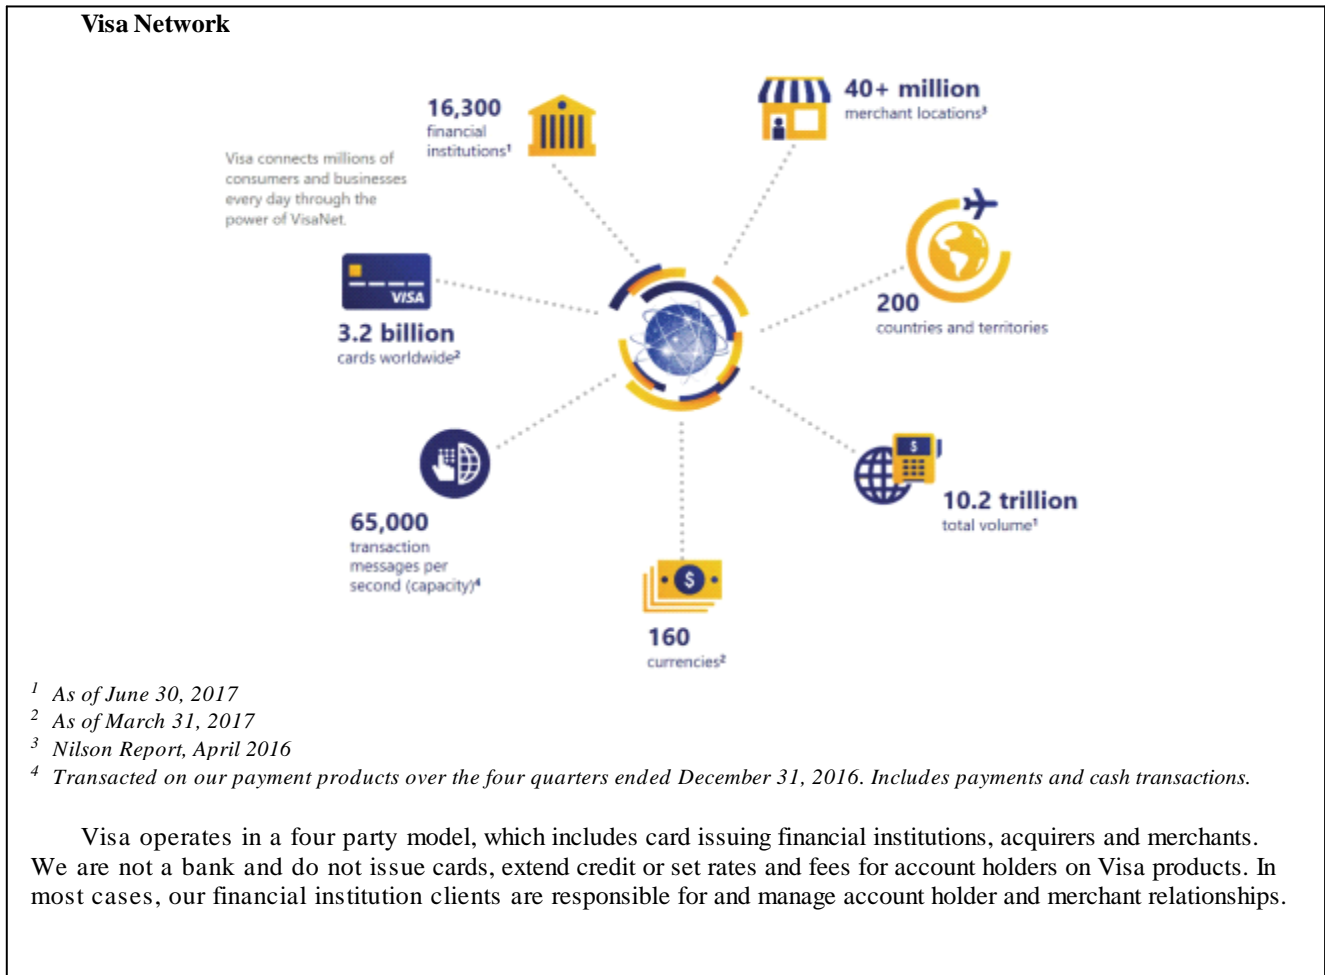 Visa Network
16,300
financial
institutions¹
40+ million
merchant locations³
Visa connects millions of
consumers and businesses
every day through the
power of VisaNet.
VISA
3.2 billion
cards worldwide²
200
countries and territories
65,000
transaction
messages per
second (capacity)⁴
$
10.2 trillion
total volume¹
$
160
currencies²
¹ As of June 30, 2017
² As of March 31, 2017
³ Nilson Report, April 2016
⁴ Transacted on our payment products over the four quarters ended December 31, 2016. Includes payments and cash transactions.
Visa operates in a four party model, which includes card issuing financial institutions, acquirers and merchants.
We are not a bank and do not issue cards, extend credit or set rates and fees for account holders on Visa products. In
most cases, our financial institution clients are responsible for and manage account holder and merchant relationships.